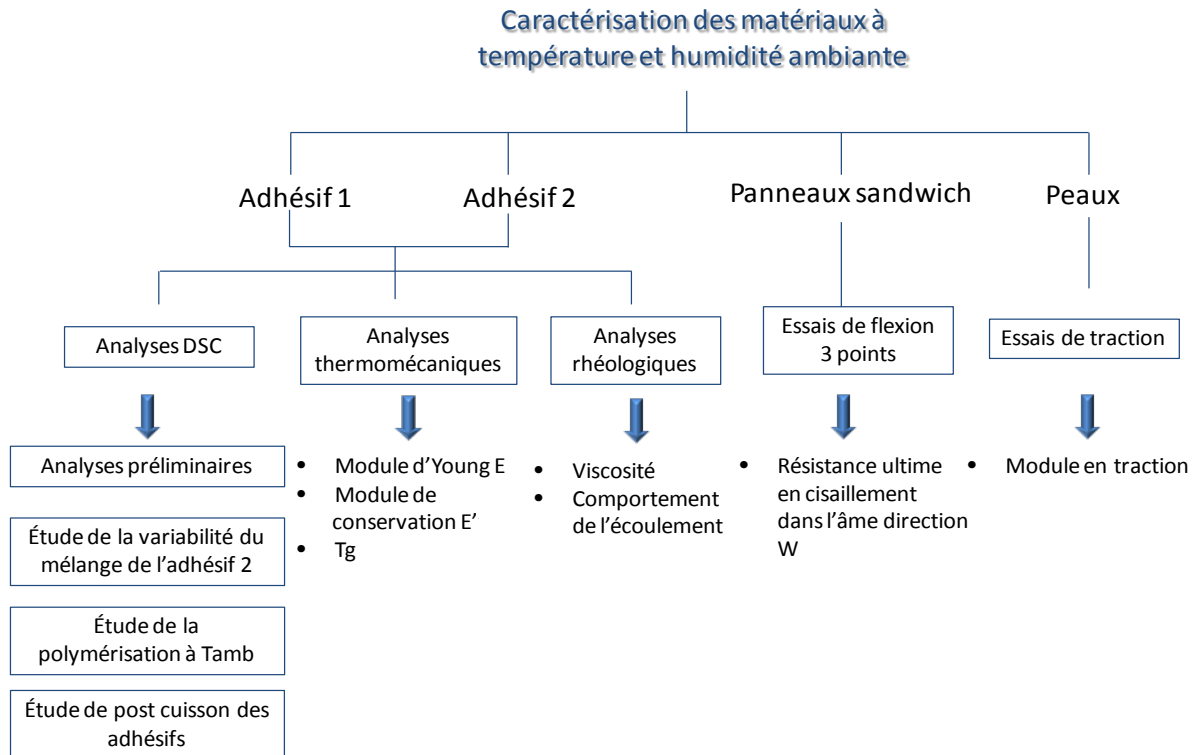 Caractérisation des matériaux à
température et humidité ambiante
Adhésif 1
Adhésif 2
Panneaux sandwich
Peaux
Analyses DSC
Analyses
thermomécaniques
Analyses
rhéologiques
Essais de flexion
3 points
Essais de traction
Analyses préliminaires
Étude de la variabilité du
mélange de l'adhésif 2
Étude de la
polymérisation à Tamb
Étude de post cuisson des
adhésifs
• Module d'Young E
• Module de
conservation E'
• Tg
• Viscosité
• Comportement
de l'écoulement
• Résistance ultime
en cisaillement
dans l'âme direction
W
• Module en traction